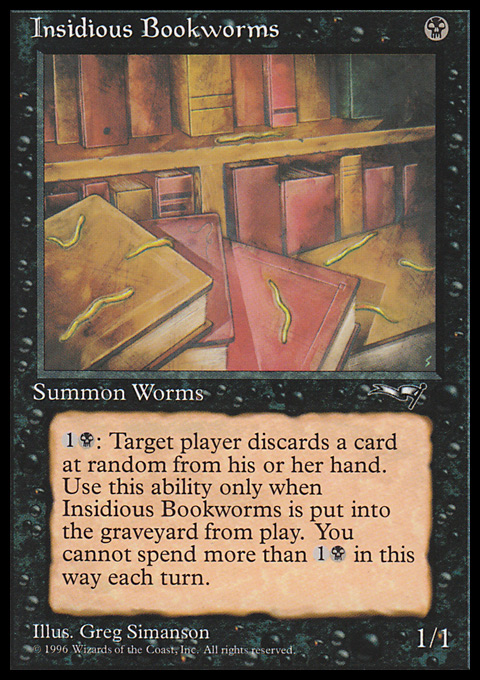 Insidious Bookworms
Summon Worms
1: Target player discards a card
at random from his or her hand.
Use this ability only when
Insidious Bookworms is put into
the graveyard from play. You
cannot spend more than 1 in this
way each turn.
Illus. Greg Simanson
© 1996 Wizards of the Coast, Inc. All rights reserved.
1/1